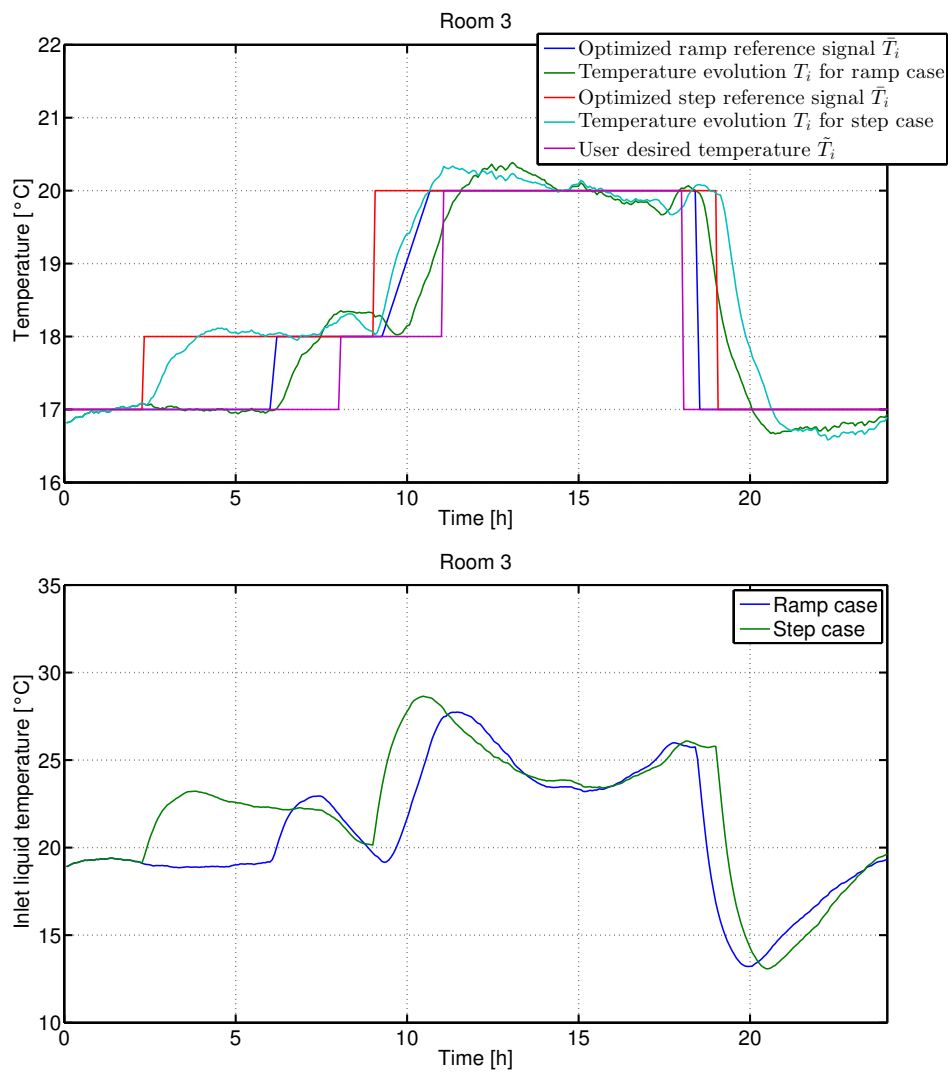 Room 3
Optimized ramp reference signal T̄ᵢ
Temperature evolution Tᵢ for ramp case
Optimized step reference signal T̄ᵢ
Temperature evolution Tᵢ for step case
User desired temperature T̃ᵢ
Temperature [°C]
22
21
20
19
18
17
16
0 5 10 15 20
Time [h]
Room 3
Ramp case
Step case
Inlet liquid temperature [°C]
35
30
25
20
15
10
0 5 10 15 20
Time [h]